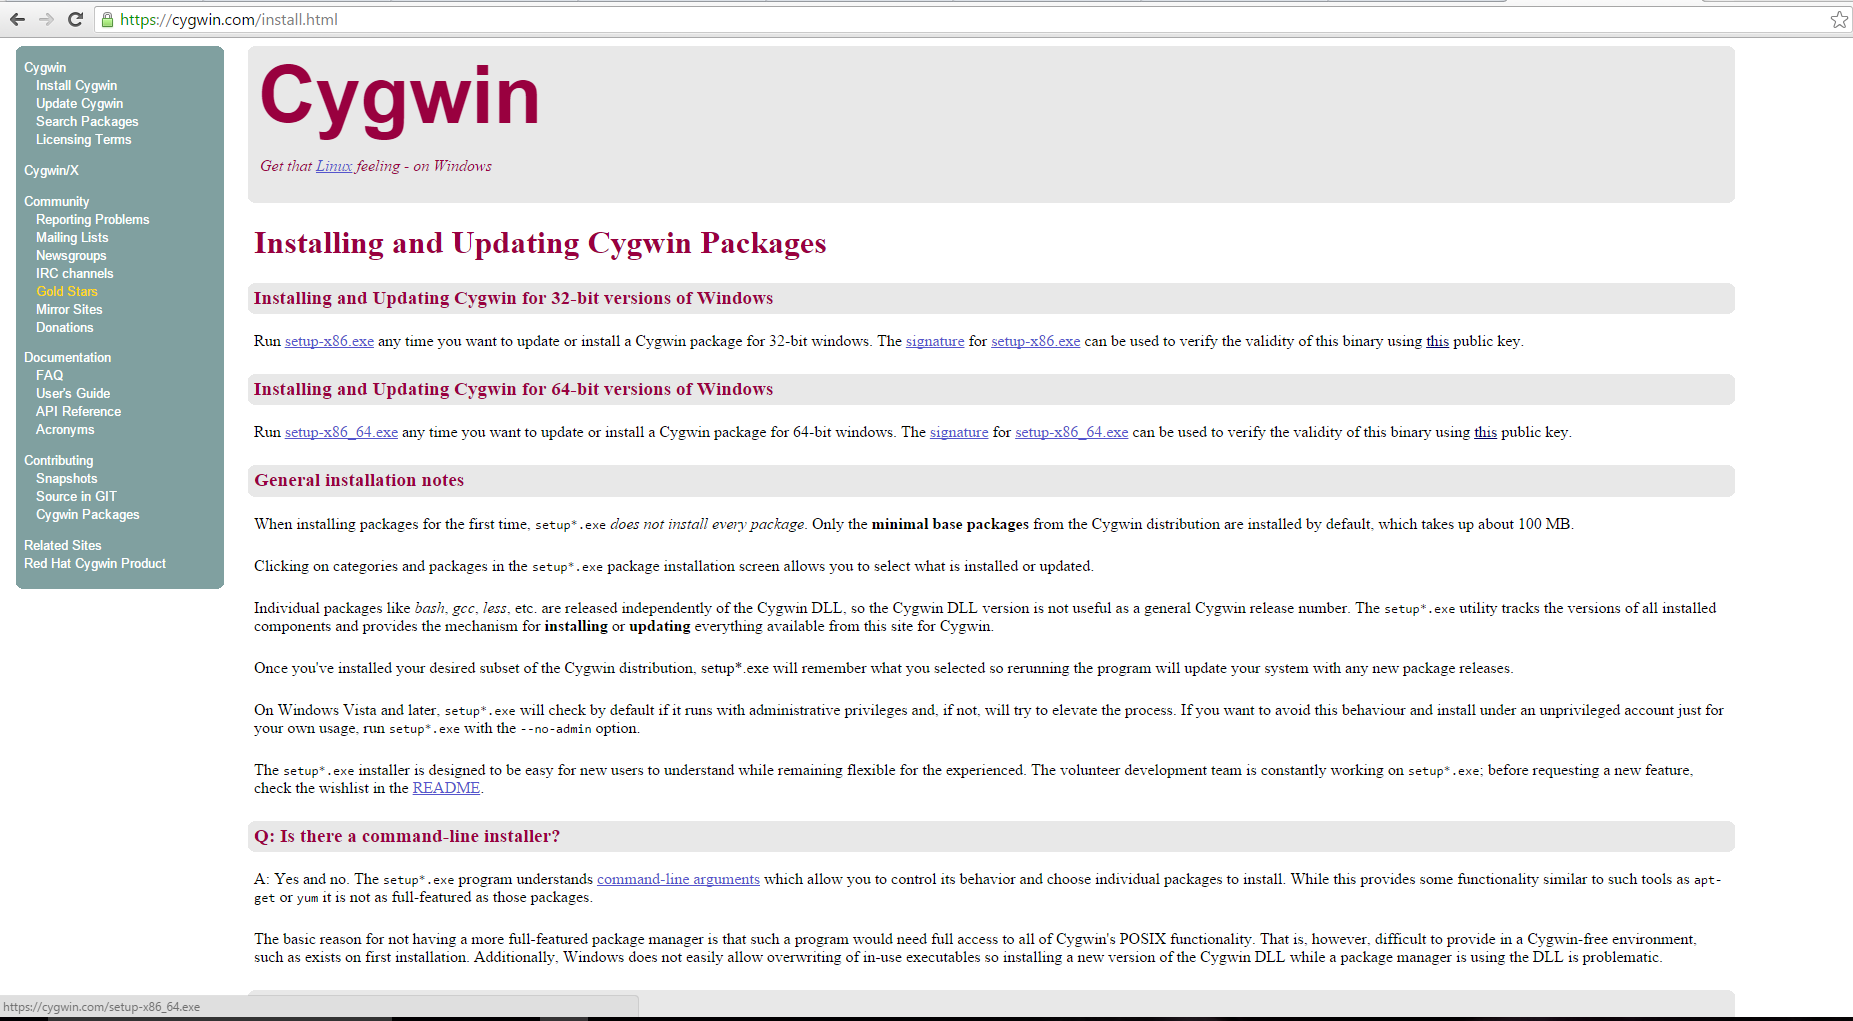 https://cygwin.com/install.html
Cygwin
Install Cygwin
Update Cygwin
Search Packages
Licensing Terms
Cygwin/X
Community
Reporting Problems
Mailing Lists
Newsgroups
IRC channels
Gold Stars
Mirror Sites
Donations
Documentation
FAQ
User's Guide
API Reference
Acronyms
Contributing
Snapshots
Source in GIT
Cygwin Packages
Related Sites
Red Hat Cygwin Product
Cygwin
Get that Linux feeling - on Windows
Installing and Updating Cygwin Packages
Installing and Updating Cygwin for 32-bit versions of Windows
Run setup-x86.exe any time you want to update or install a Cygwin package for 32-bit windows. The signature for setup-x86.exe can be used to verify the validity of this binary using this public key.
Installing and Updating Cygwin for 64-bit versions of Windows
Run setup-x86_64.exe any time you want to update or install a Cygwin package for 64-bit windows. The signature for setup-x86_64.exe can be used to verify the validity of this binary using this public key.
General installation notes
When installing packages for the first time, setup*.exe does not install every package. Only the minimal base packages from the Cygwin distribution are installed by default, which takes up about 100 MB.
Clicking on categories and packages in the setup*.exe package installation screen allows you to select what is installed or updated.
Individual packages like bash, gcc, less, etc. are released independently of the Cygwin DLL, so the Cygwin DLL version is not useful as a general Cygwin release number. The setup*.exe utility tracks the versions of all installed
components and provides the mechanism for installing or updating everything available from this site for Cygwin.
Once you've installed your desired subset of the Cygwin distribution, setup*.exe will remember what you selected so rerunning the program will update your system with any new package releases.
On Windows Vista and later, setup*.exe will check by default if it runs with administrative privileges and, if not, will try to elevate the process. If you want to avoid this behaviour and install under an unprivileged account just for
your own usage, run setup*.exe with the --no-admin option.
The setup*.exe installer is designed to be easy for new users to understand while remaining flexible for the experienced. The volunteer development team is constantly working on setup*.exe; before requesting a new feature,
check the wishlist in the README.
Q: Is there a command-line installer?
A: Yes and no. The setup*.exe program understands command-line arguments which allow you to control its behavior and choose individual packages to install. While this provides some functionality similar to such tools as apt-
get or yum it is not as full-featured as those packages.
The basic reason for not having a more full-featured package manager is that such a program would need full access to all of Cygwin's POSIX functionality. That is, however, difficult to provide in a Cygwin-free environment,
such as exists on first installation. Additionally, Windows does not easily allow overwriting of in-use executables so installing a new version of the Cygwin DLL while a package manager is using the DLL is problematic.
https://cygwin.com/setup-x86_64.exe